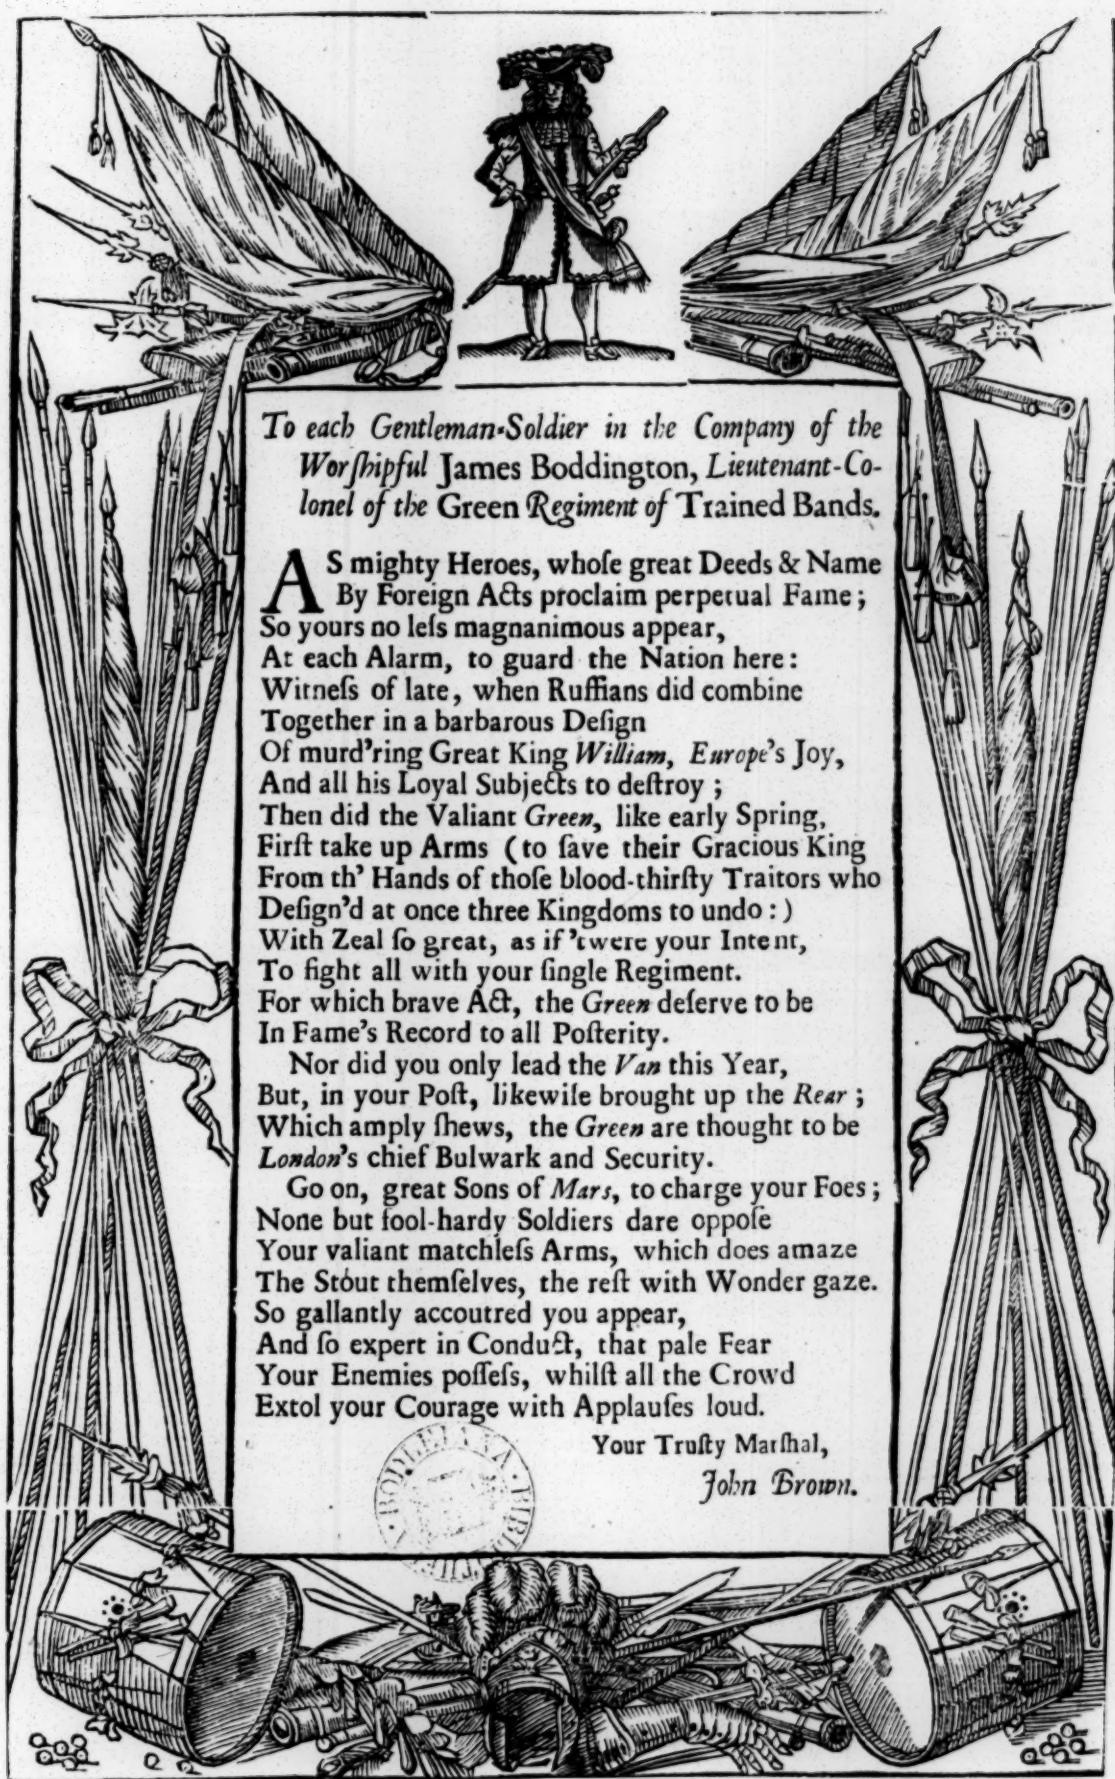 To each Gentleman-Soldier in the Company of the
Worſhipful James Boddington, Lieutenant-Co-
lonel of the Green Regiment of Trained Bands.
AS mighty Heroes, whoſe great Deeds & Name
By Foreign Acts proclaim perpetual Fame;
So yours no leſs magnanimous appear,
At each Alarm, to guard the Nation here:
Witneſs of late, when Ruffians did combine
Together in a barbarous Deſign
Of murd'ring Great King William, Europe's Joy,
And all his Loyal Subjects to deſtroy;
Then did the Valiant Green, like early Spring,
Firſt take up Arms (to ſave their Gracious King
From th' Hands of thoſe blood-thirſty Traitors who
Deſign'd at once three Kingdoms to undo:)
With Zeal ſo great, as if 'twere your Intent,
To fight all with your ſingle Regiment.
For which brave Act, the Green deſerve to be
In Fame's Record to all Poſterity.
Nor did you only lead the Van this Year,
But, in your Poſt, likewiſe brought up the Rear;
Which amply ſhews, the Green are thought to be
London's chief Bulwark and Security.
Go on, great Sons of Mars, to charge your Foes;
None but fool-hardy Soldiers dare oppoſe
Your valiant matchleſs Arms, which does amaze
The Stout themſelves, the reſt with Wonder gaze.
So gallantly accoutred you appear,
And ſo expert in Conduct, that pale Fear
Your Enemies poſſeſs, whilſt all the Crowd
Extol your Courage with Applauſes loud.
Your Truſty Marſhal,
John Brown.